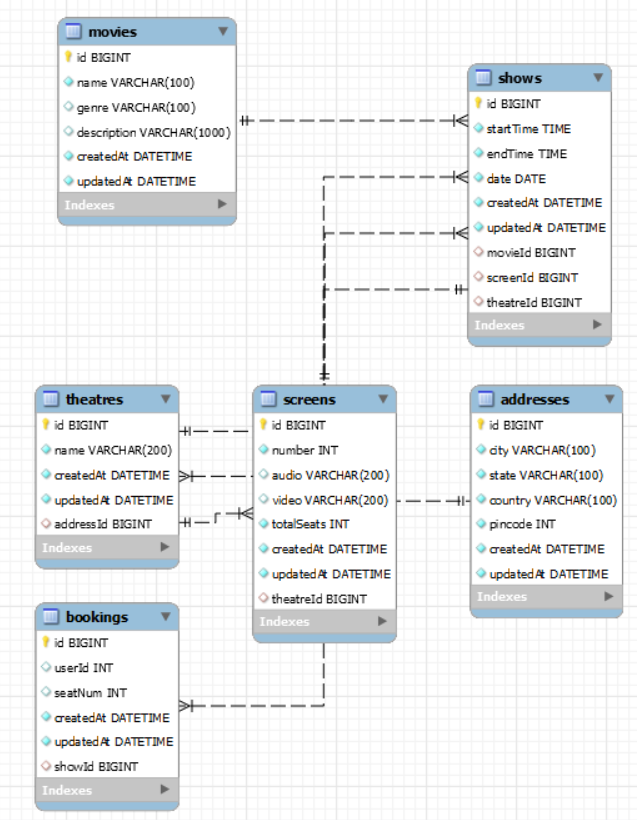 movies
id BIGINT
name VARCHAR(100)
genre VARCHAR(100)
description VARCHAR(1000)
createdAt DATETIME
updatedAt DATETIME
Indexes
shows
id BIGINT
startTime TIME
endTime TIME
date DATE
createdAt DATETIME
updatedAt DATETIME
movieId BIGINT
screenId BIGINT
theatreId BIGINT
Indexes
theatres
id BIGINT
name VARCHAR(200)
createdAt DATETIME
updatedAt DATETIME
addressId BIGINT
Indexes
screens
id BIGINT
number INT
audio VARCHAR(200)
video VARCHAR(200)
totalSeats INT
createdAt DATETIME
updatedAt DATETIME
theatreId BIGINT
Indexes
addresses
id BIGINT
city VARCHAR(100)
state VARCHAR(100)
country VARCHAR(100)
pincode INT
createdAt DATETIME
updatedAt DATETIME
Indexes
bookings
id BIGINT
userId INT
seatNum INT
createdAt DATETIME
updatedAt DATETIME
showId BIGINT
Indexes